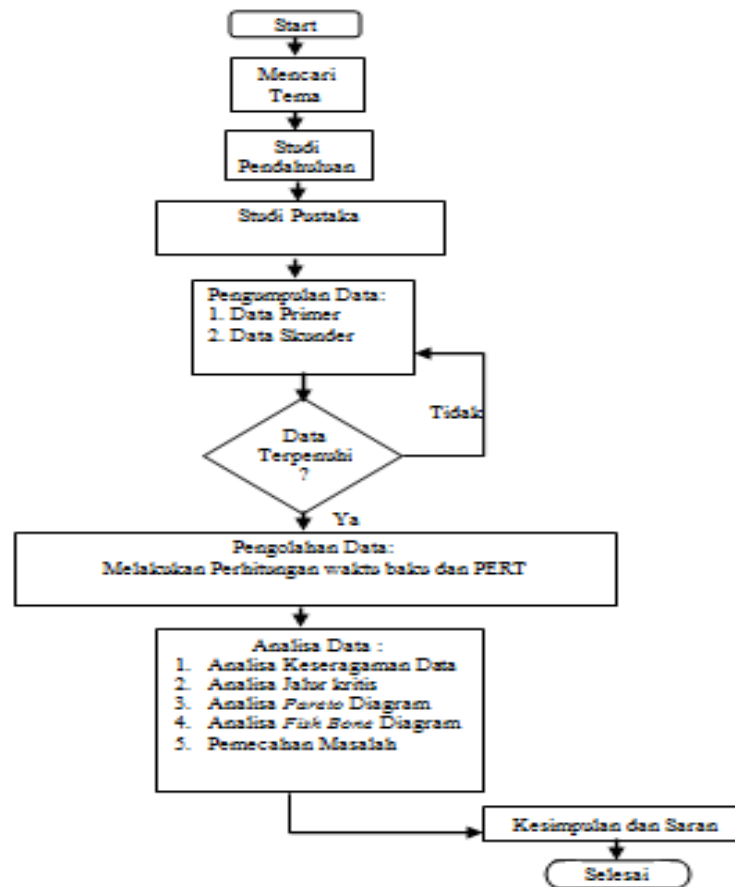 Start
Mencari
Tema
Studi
Pendahuluan
Studi Pustaka
Pengumpulan Data:
1. Data Primer
2. Data Skunder
Tidak
Data
Terpenuhi
?
Ya
Pengolahan Data:
Melakukan Perhitungan waktu baku dan PERT
Analisa Data :
1. Analisa Keseragaman Data
2. Analisa Jalur kritis
3. Analisa Pareto Diagram
4. Analisa Fish Bone Diagram
5. Pemecahan Masalah
Kesimpulan dan Saran
Selesai